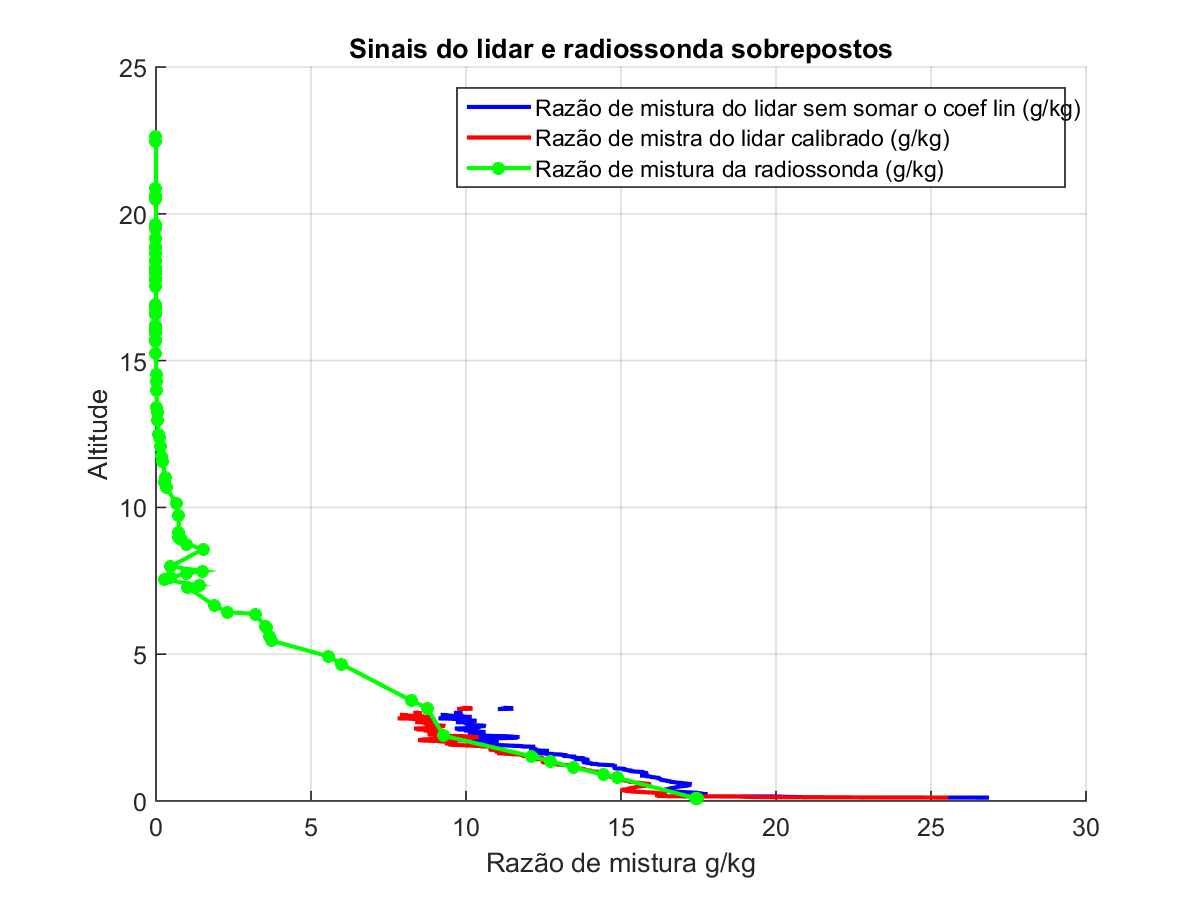 Sinais do lidar e radiossonda sobrepostos
25
Razão de mistura do lidar sem somar o coef lin (g/kg)
Razão de mistra do lidar calibrado (g/kg)
Razão de mistura da radiossonda (g/kg)
20
15
Altitude
10
5
0
0 5 10 15 20 25 30
Razão de mistura g/kg